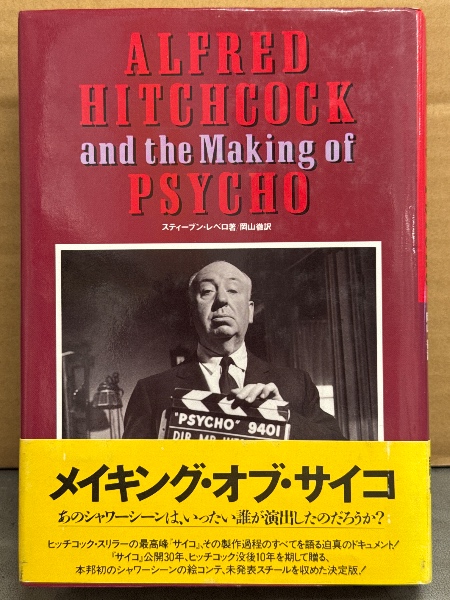 ALFRED
HITCHCOCK
and the Making of
PSYCHO
スティーブン・レベロ著/岡山徹訳
"PSYCHO" 9401
DIR. MR.
メイキング・オブ・サイコ
あのシャワーシーンは、いったい誰が演出したのだろうか?
ヒッチコック・スリラーの最高峰「サイコ」、その製作過程のすべてを語る迫真のドキュメント!
「サイコ」公開30年、ヒッチコック没後10年を期して贈る、
本邦初のシャワーシーンの絵コンテ、未発表スチールを収めた決定版!